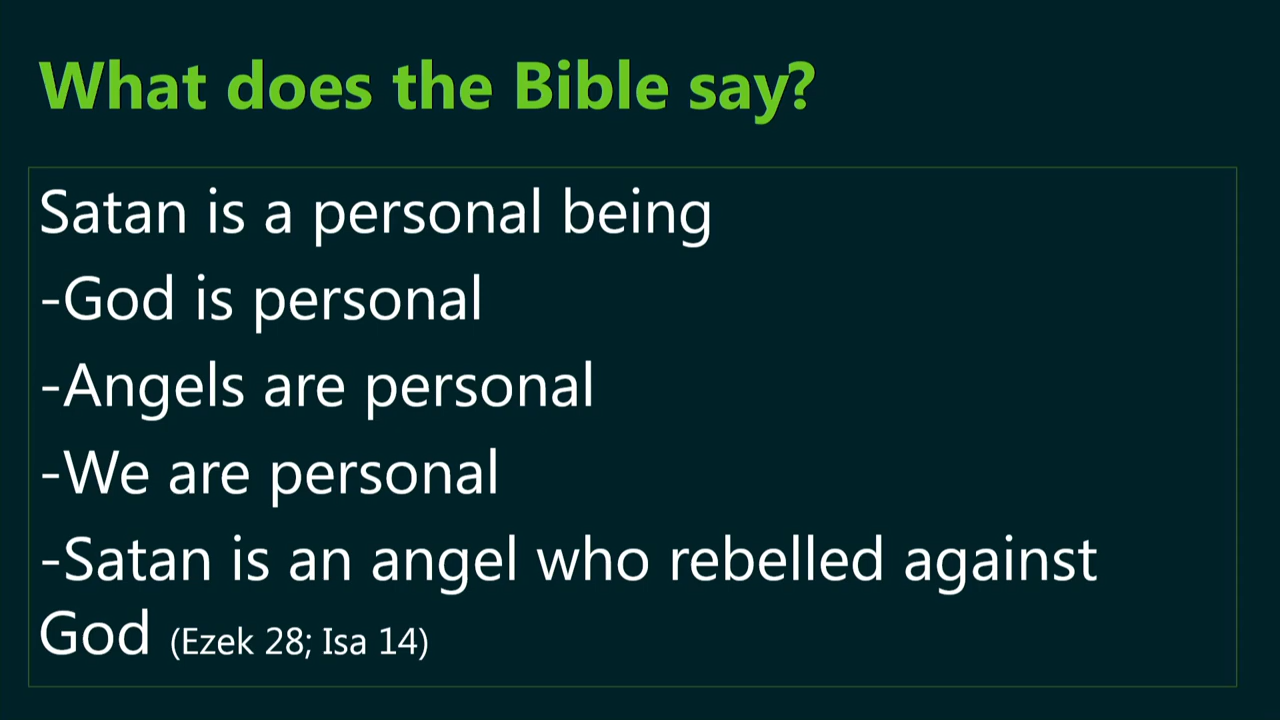 What does the Bible say?
Satan is a personal being
-God is personal
-Angels are personal
-We are personal
-Satan is an angel who rebelled against
God (Ezek 28; Isa 14)